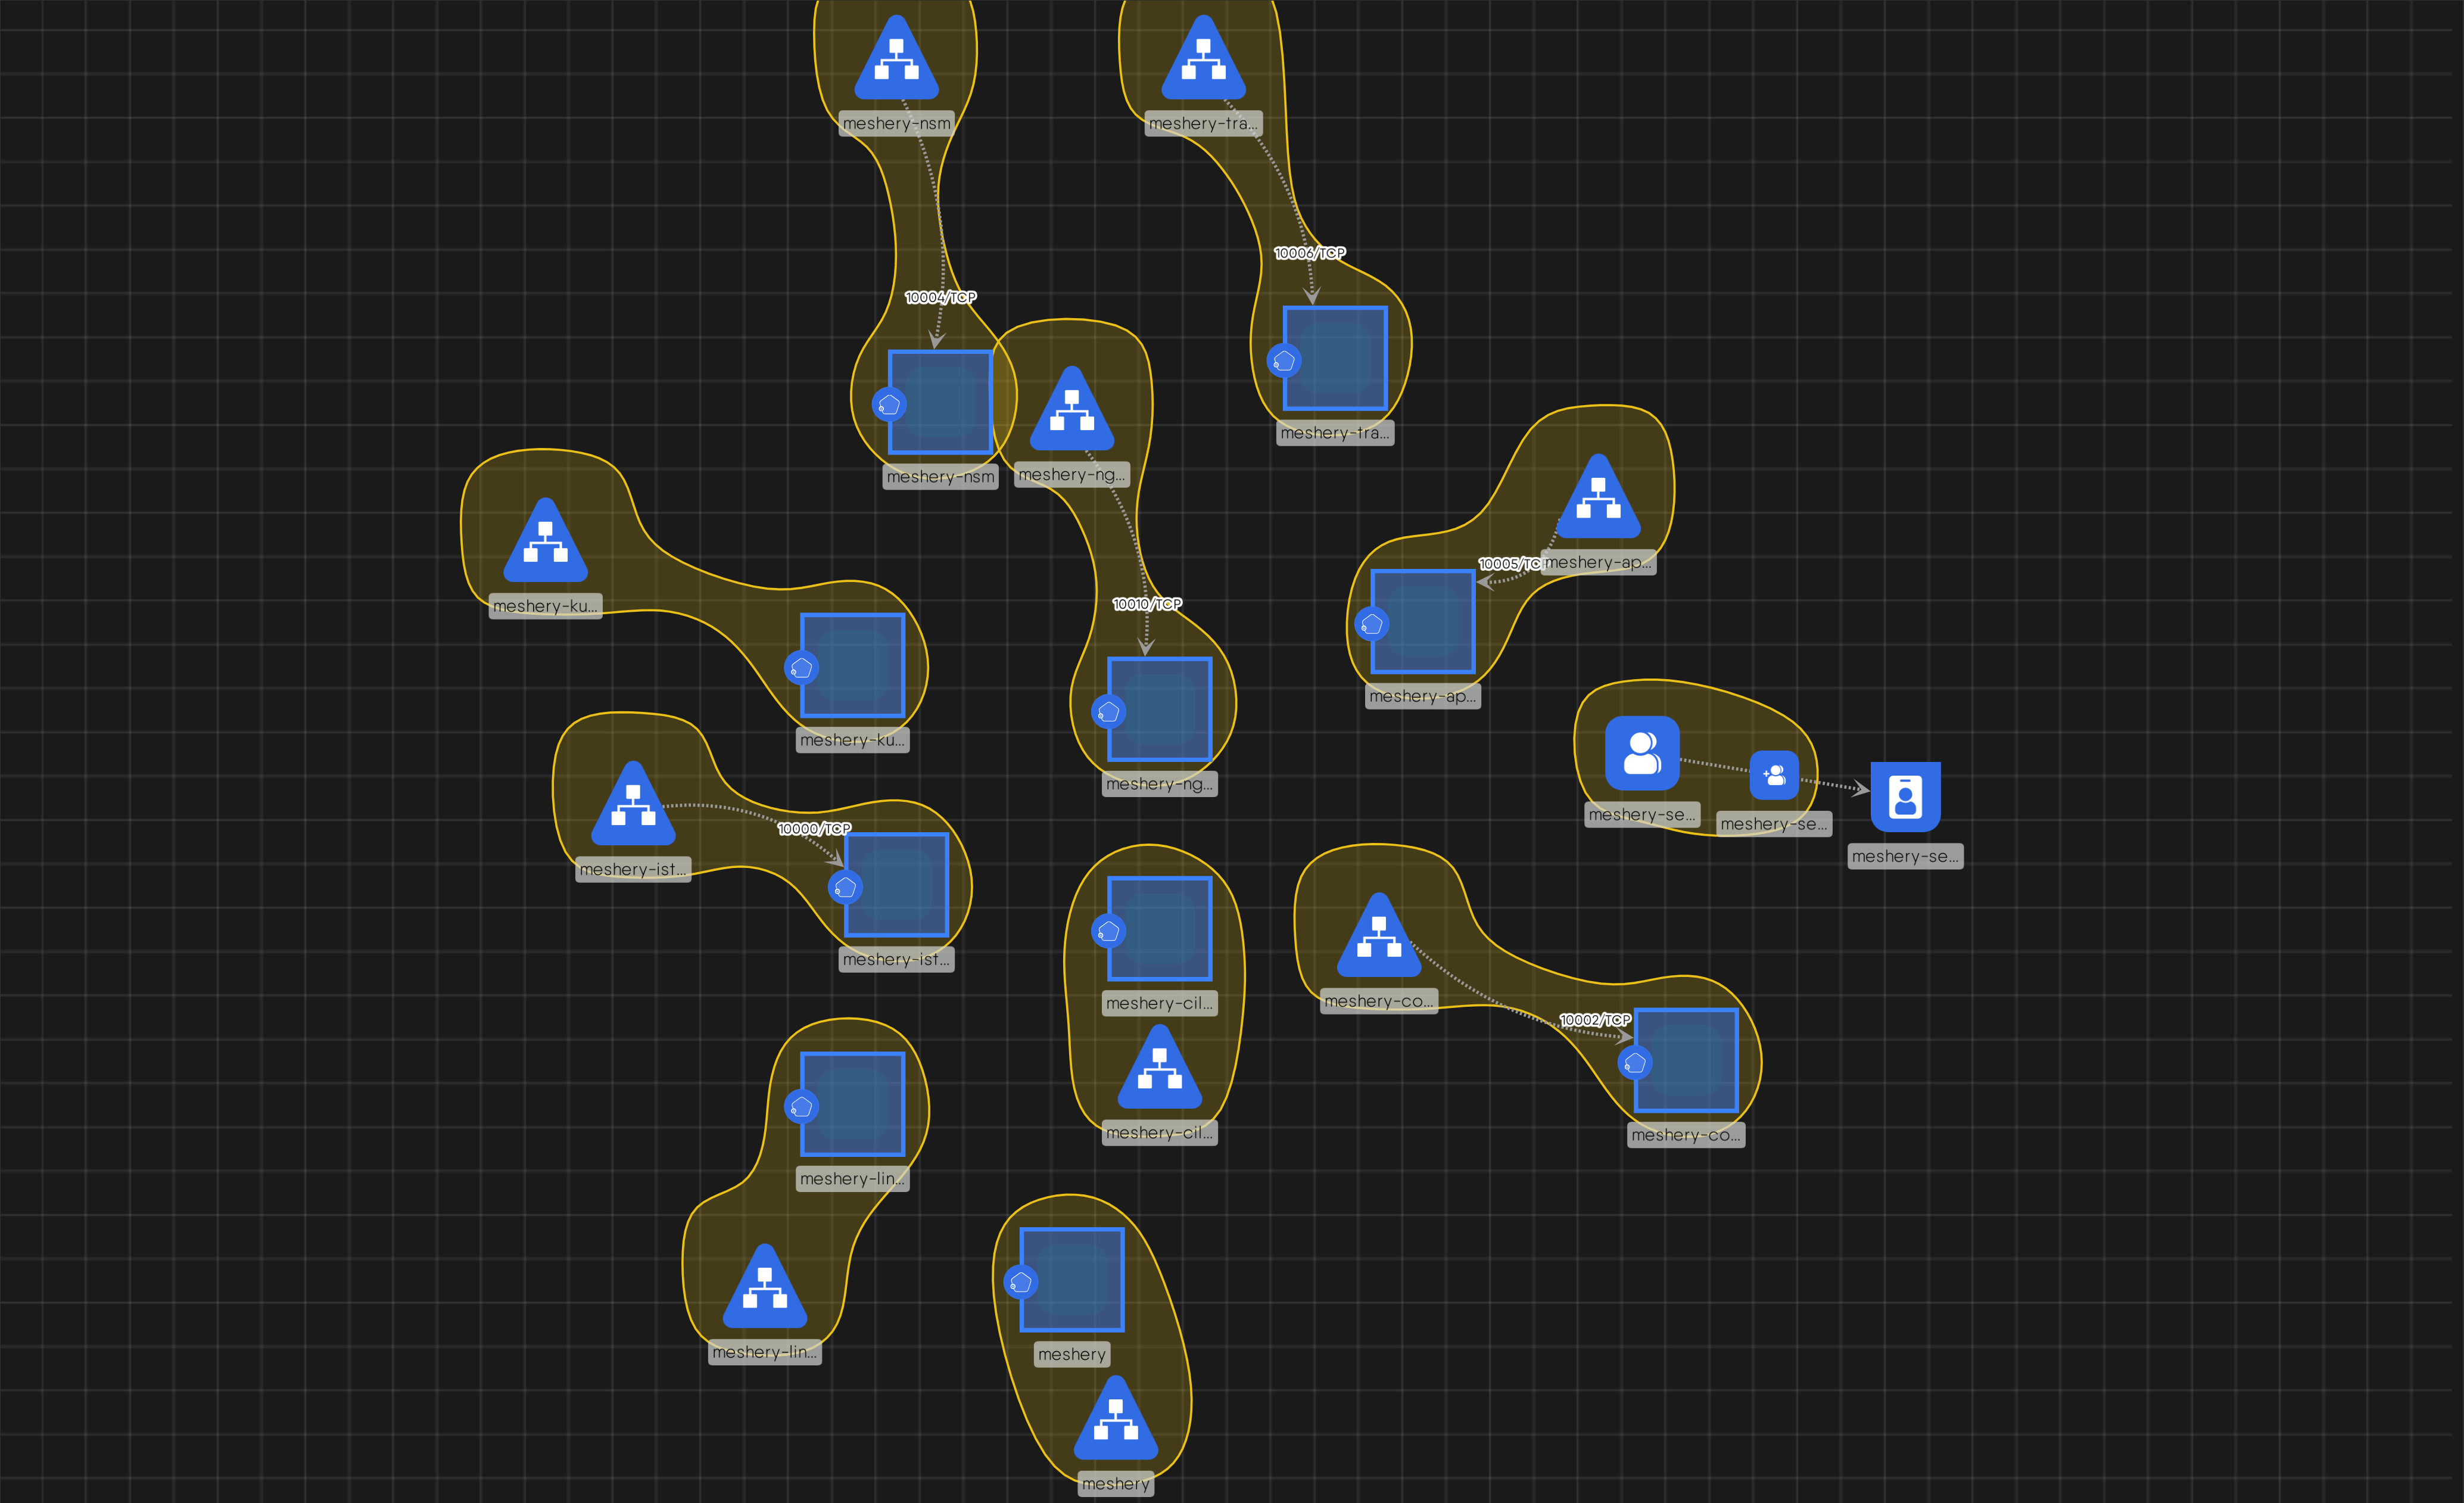 meshery-nsm
meshery-tra...
10006/TCP
10004/TCP
meshery-tra...
meshery-nsm
meshery-ng...
meshery-ap...
10005/TC
meshery-ku...
10010/TCP
meshery-ap...
meshery-ku...
meshery-ng...
meshery-se...
meshery-se...
10000/TCP
meshery-se...
meshery-ist...
meshery-ist...
meshery-co...
meshery-cil...
10002/TCP
meshery-cil...
meshery-co...
meshery-lin...
meshery-lin...
meshery
meshery